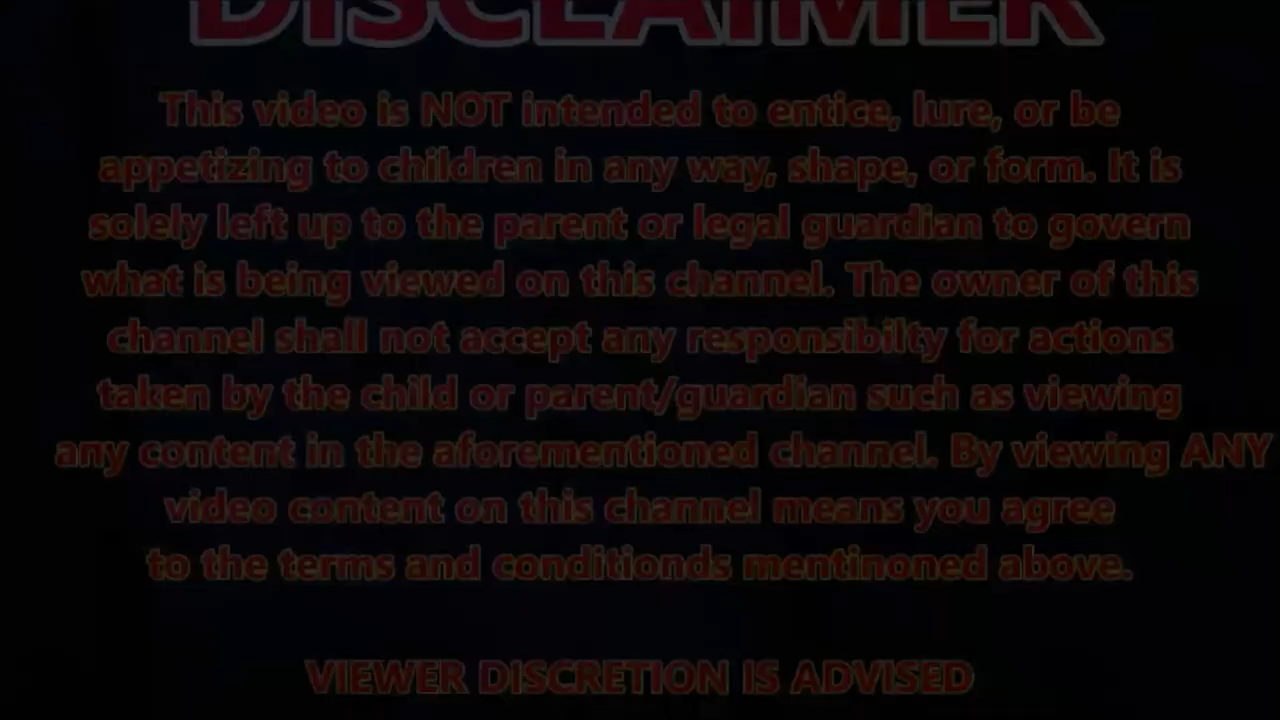 DISCLAIMER
This video is NOT intended to entice, lure, or be
appetizing to children in any way, shape, or form. It is
solely left up to the parent or legal guardian to govern
what is being viewed on this channel. The owner of this
channel shall not accept any responsibilty for actions
taken by the child or parent/guardian such as viewing
any content in the aforementioned channel. By viewing ANY
video content on this channel means you agree
to the terms and conditionds mentinoned above.
VIEWER DISCRETION IS ADVISED